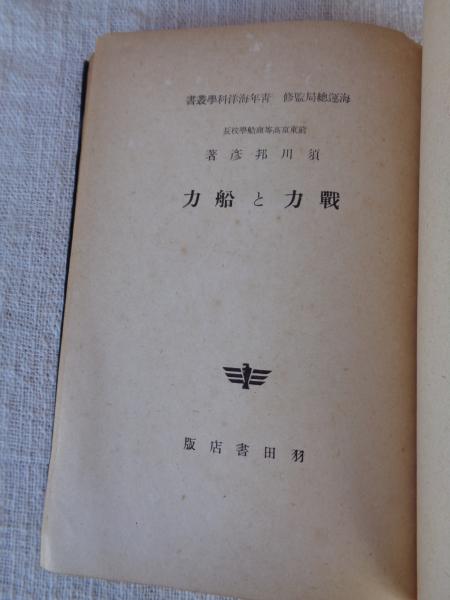 海運總局監修 靑年海洋科學叢書
前東京高等商船學校長
須川邦彦著
戰力と船力
羽田書店版